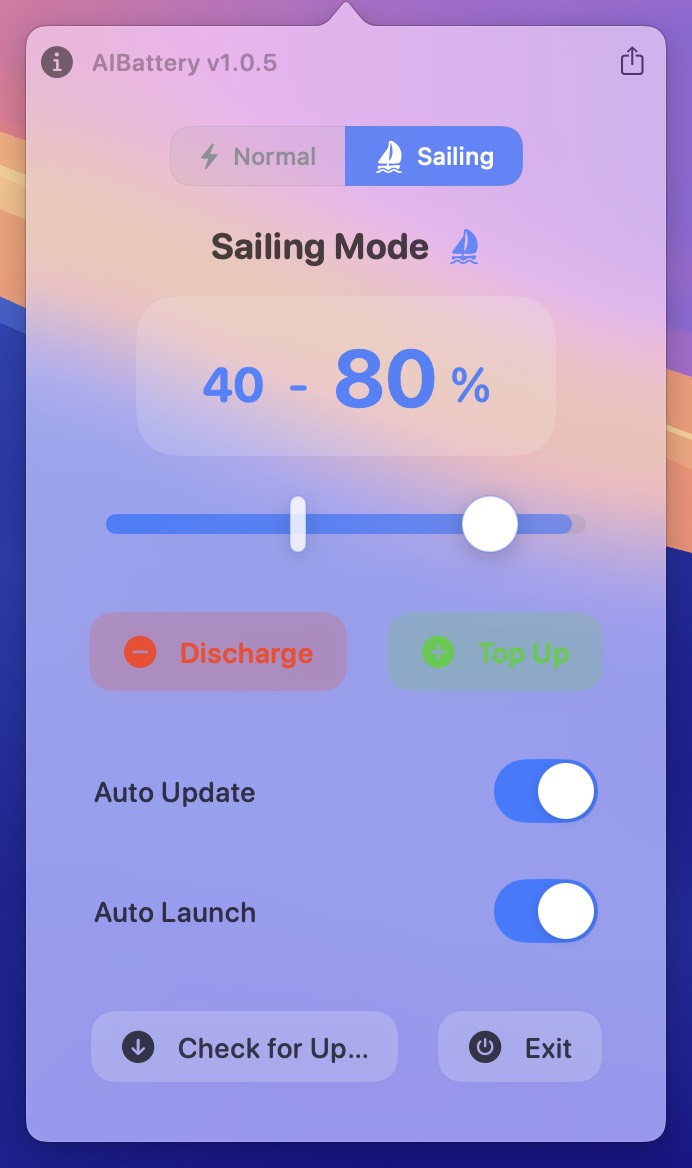 AlBattery v1.0.5
Normal
Sailing
Sailing Mode
40 - 80 %
Discharge
Top Up
Auto Update
Auto Launch
Check for Up...
Exit